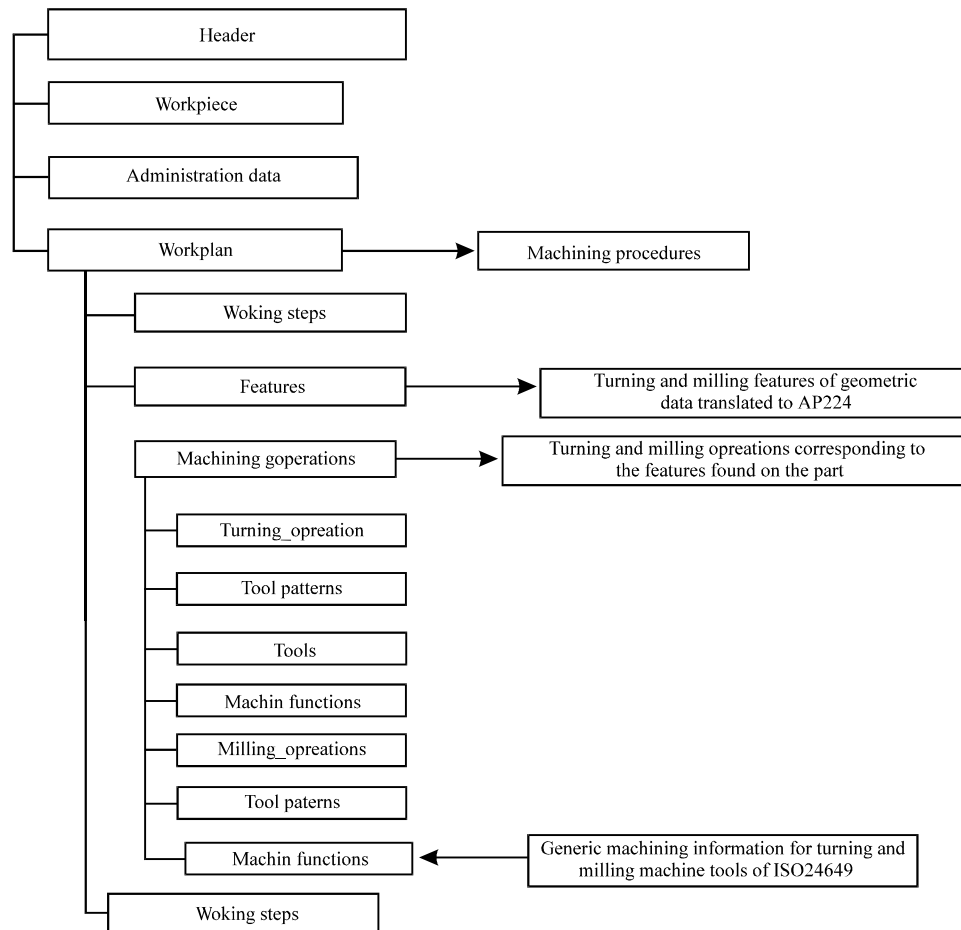 Header
Workpiece
Administration data
Workplan
Machining procedures
Woking steps
Features
Turning and milling features of geometric
data translated to AP224
Machining goperations
Turning and milling opreations corresponding to
the features found on the part
Turning_opreation
Tool patterns
Tools
Machin functions
Milling_opreations
Tool paterns
Machin functions
Generic machining information for turning and
milling machine tools of ISO24649
Woking steps